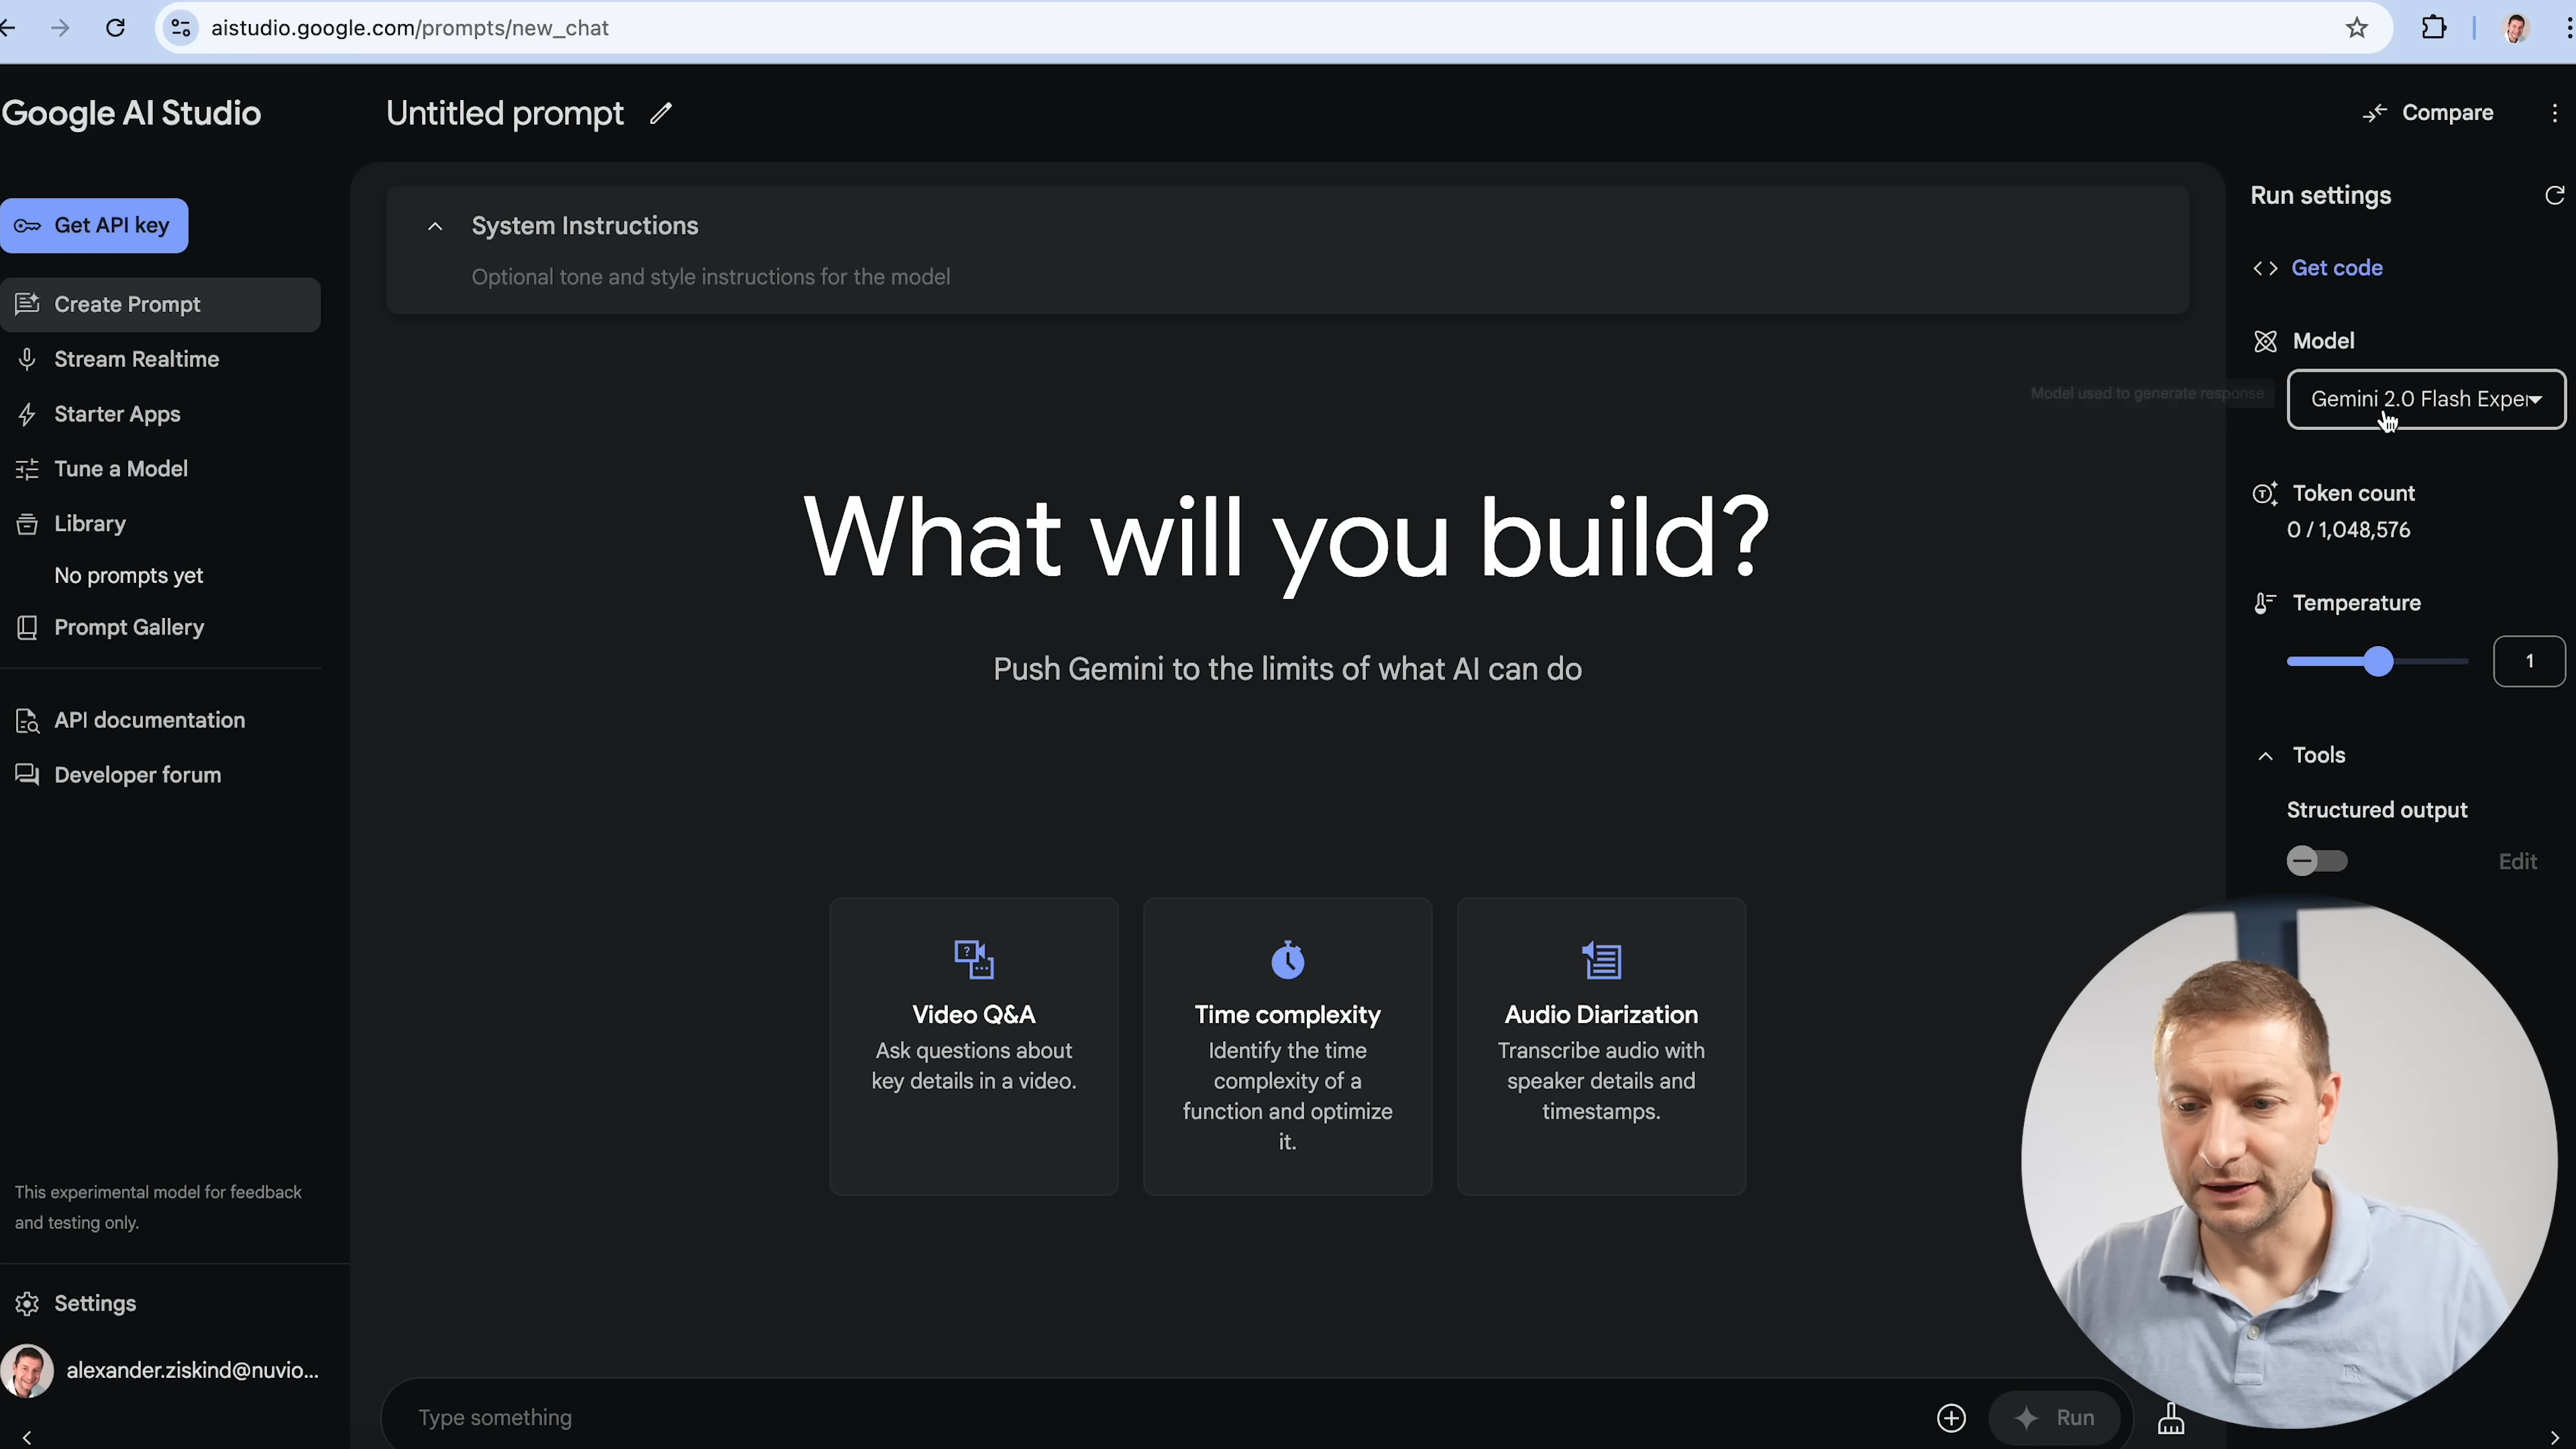 aistudio.google.com/prompts/new_chat
Google AI Studio
Untitled prompt
Compare
Get API key
Create Prompt
Stream Realtime
Starter Apps
Tune a Model
Library
No prompts yet
Prompt Gallery
API documentation
Developer forum
This experimental model for feedback
and testing only.
Settings
alexander.ziskind@nuvio...
System Instructions
Optional tone and style instructions for the model
What will you build?
Push Gemini to the limits of what AI can do
Video Q&A
Ask questions about
key details in a video.
Time complexity
Identify the time
complexity of a
function and optimize
it.
Audio Diarization
Transcribe audio with
speaker details and
timestamps.
Type something
Run
Run settings
Get code
Model
Model used to generate response
Gemini 2.0 Flash Exper
Token count
0 / 1,048,576
Temperature
1
Tools
Structured output
Edit